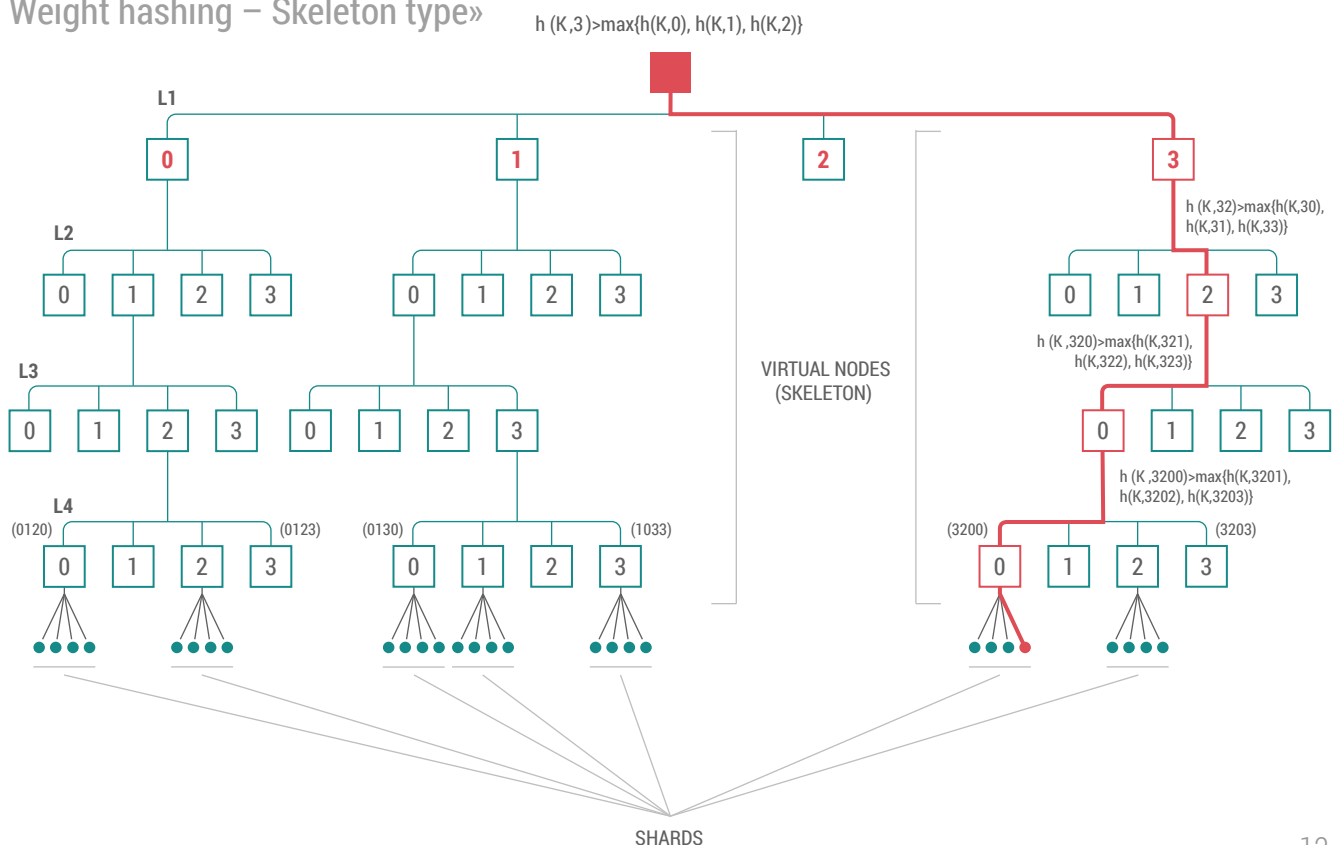 Weight hashing – Skeleton type»
h (K,3)>max{h(K,0), h(K,1), h(K,2)}
L1
0 1 2 3
h (K,32)>max{h(K,30),
h(K,31), h(K,33)}
L2
0 1 2 3 0 1 2 3 0 1 2 3
h (K,320)>max{h(K,321),
h(K,322), h(K,323)}
VIRTUAL NODES
(SKELETON)
L3
0 1 2 3 0 1 2 3 0 1 2 3
h (K,3200)>max{h(K,3201),
h(K,3202), h(K,3203)}
L4
(0120) (0123) (0130) (1033) (3200) (3203)
0 1 2 3 0 1 2 3 0 1 2 3
SHARDS